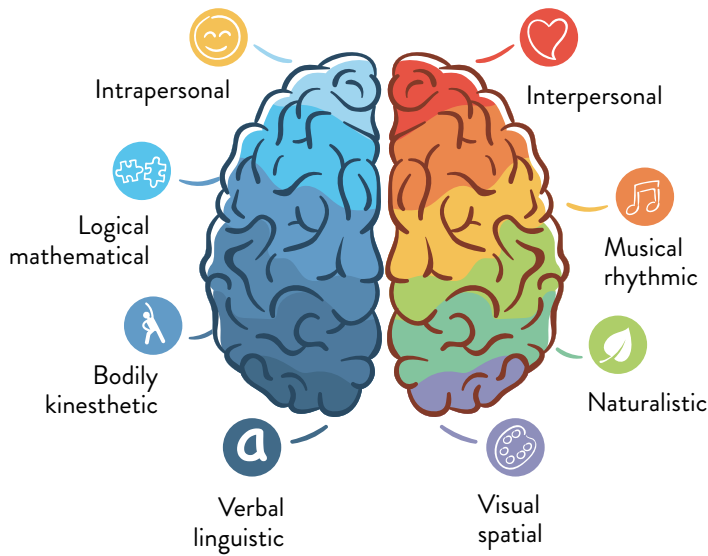 Intrapersonal
Interpersonal
Logical
mathematical
Musical
rhythmic
Bodily
kinesthetic
Naturalistic
a
Verbal
linguistic
Visual
spatial